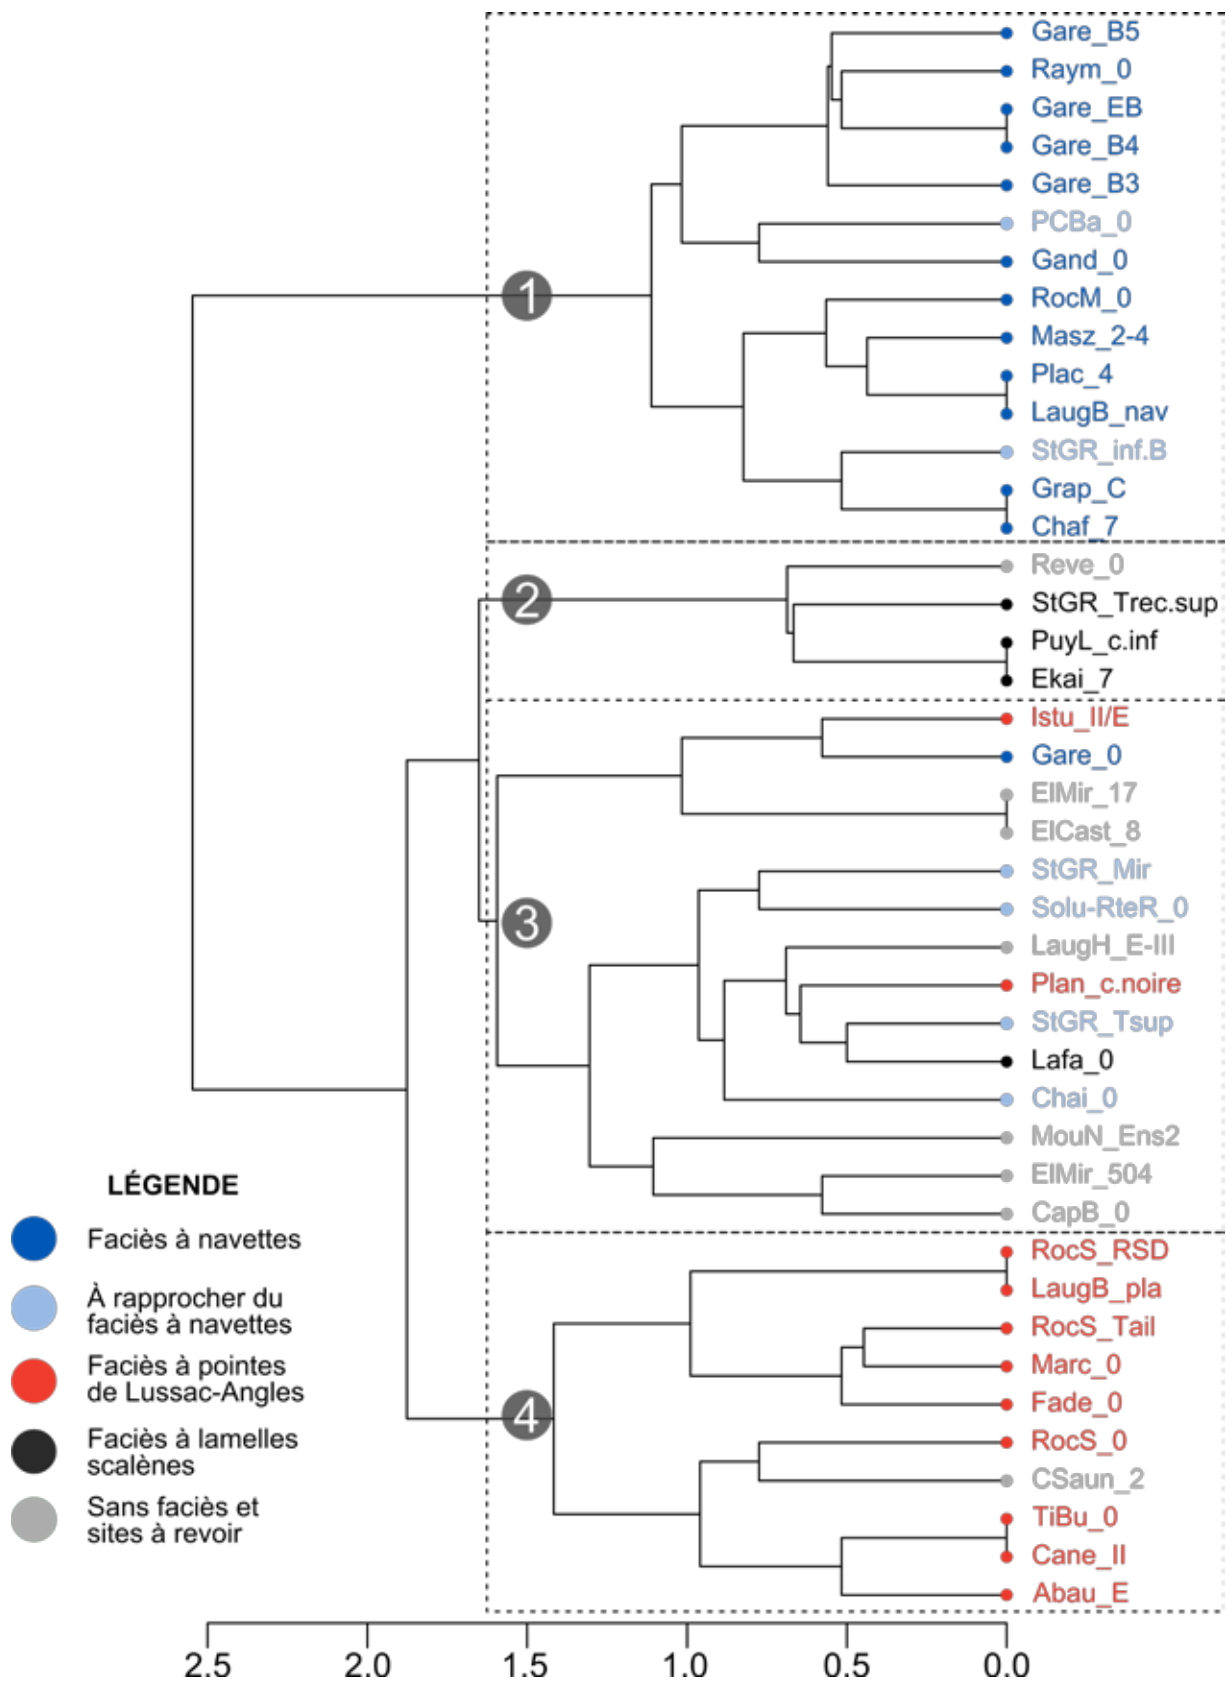 Gare_B5
Raym_0
Gare_EB
Gare_B4
Gare_B3
PCBa_0
Gand_0
1
RocM_0
Masz_2-4
Plac_4
LaugB_nav
StGR_inf.B
Grap_C
Chaf_7
Reve_0
2
StGR_Trec.sup
PuyL_c.inf
Ekai_7
Istu_II/E
Gare_0
ElMir_17
ElCast_8
StGR_Mir
Solu-RteR_0
3
LaugH_E-III
Plan_c.noire
StGR_Tsup
Lafa_0
Chai_0
MouN_Ens2
ElMir_504
CapB_0
RocS_RSD
LaugB_pla
RocS_Tail
Marc_0
Fade_0
4
RocS_0
CSaun_2
TiBu_0
Cane_II
Abau_E
LÉGENDE
Faciès à navettes
À rapprocher du
faciès à navettes
Faciès à pointes
de Lussac-Angles
Faciès à lamelles
scalènes
Sans faciès et
sites à revoir
2.5 2.0 1.5 1.0 0.5 0.0